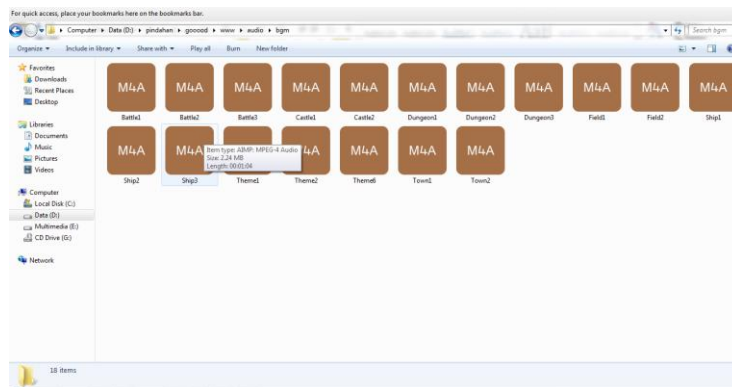 For quick access, place your bookmarks here on the bookmarks bar.
Computer ▸ Data (D:) ▸ pindahan ▸ gooood ▸ www ▸ audio ▸ bgm
Search bgm
Organize Include in library Share with Play all Burn New folder
Favorites
Downloads
Recent Places
Desktop
Libraries
Documents
Music
Pictures
Videos
Computer
Local Disk (C:)
Data (D:)
Multimedia (E:)
CD Drive (G:)
Network
M4A M4A M4A M4A M4A M4A M4A M4A M4A M4A M4A
Battle1 Battle2 Battle3 Castle1 Castle2 Dungeon1 Dungeon2 Dungeon3 Field1 Field2 Ship1
M4A M4A M4A M4A M4A M4A
Item type: AIMP: MPEG-4 Audio
Size: 2,24 MB
Length: 00:01:04
Ship2 Ship3 Theme1 Theme2 Theme6 Town1 Town2
18 items